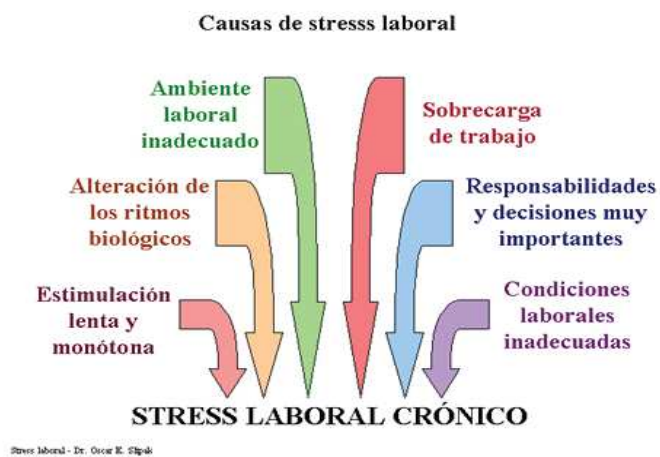 Causas de stresss laboral
Ambiente
laboral
inadecuado
Sobrecarga
de trabajo
Alteración de
los ritmos
biológicos
Responsabilidades
y decisiones muy
importantes
Estimulación
lenta y
monótona
Condiciones
laborales
inadecuadas
STRESS LABORAL CRÓNICO
Stress laboral - Dr. Oscar E. Slipak